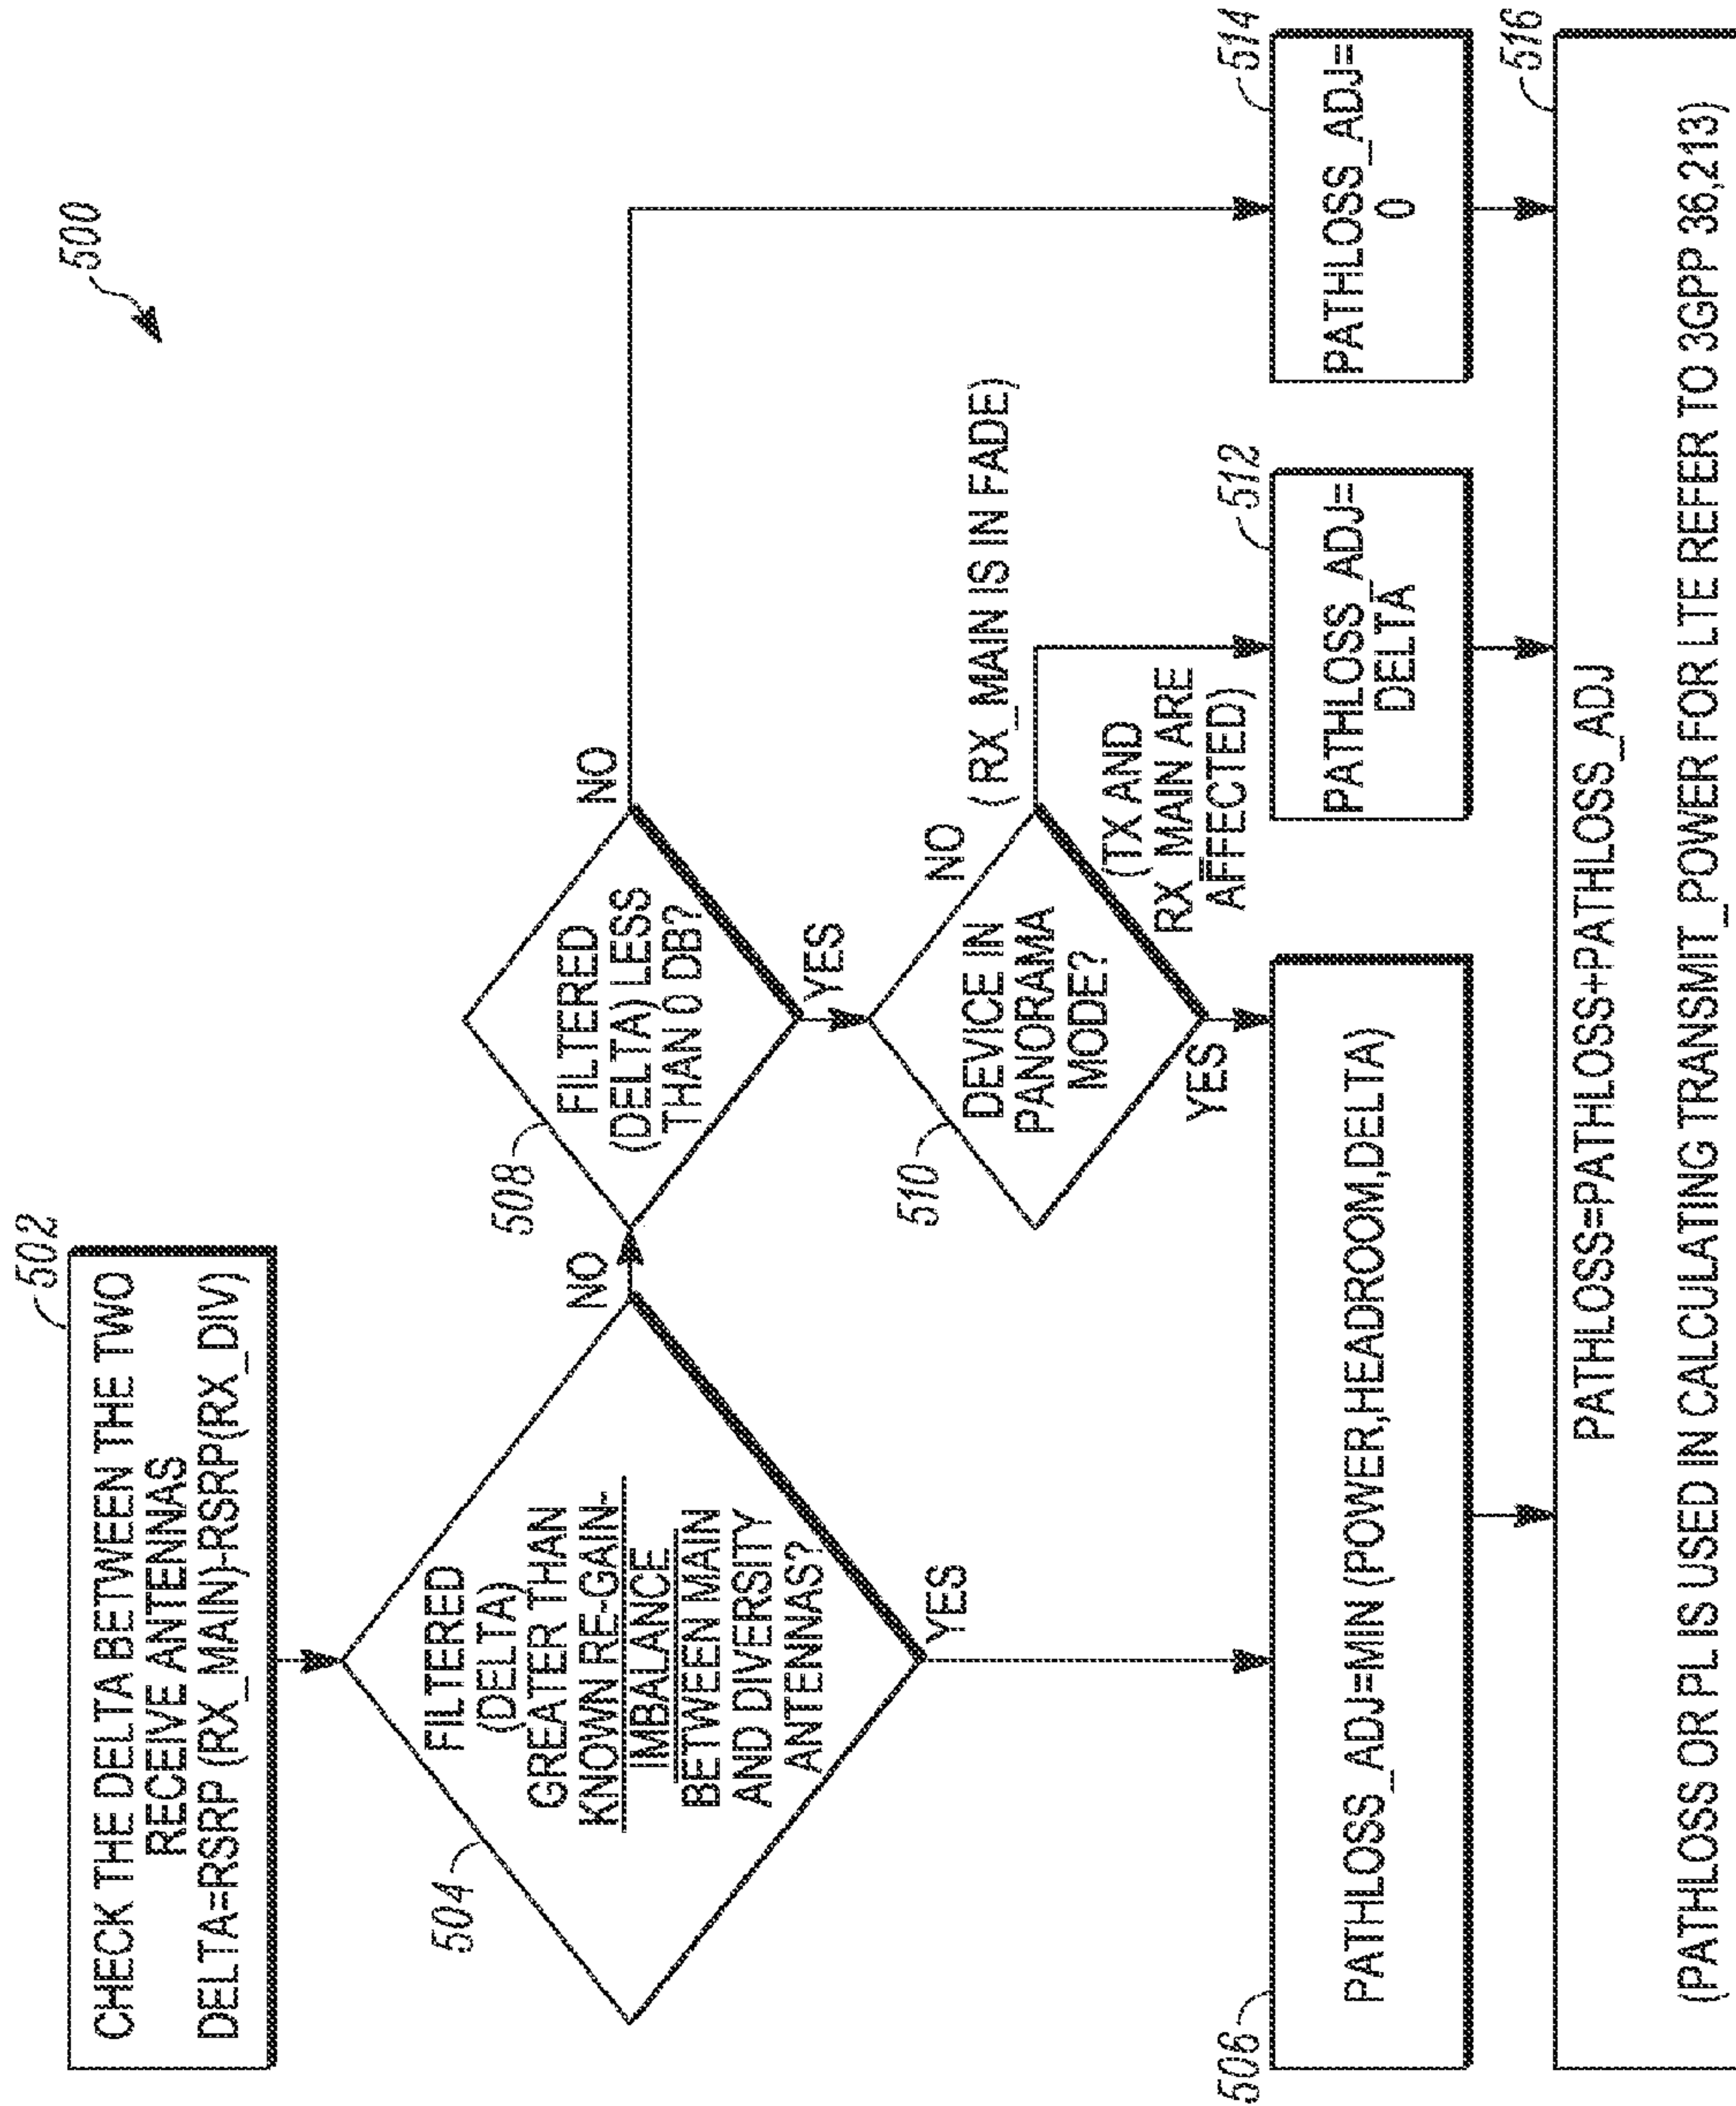 500
502
CHECK THE DELTA BETWEEN THE TWO
RECEIVE ANTENNAS
DELTA=RSRP (RX_MAIN)-RSRP(RX_DIV)
504
FILTERED
(DELTA)
GREATER THAN
KNOWN RE-GAIN-
IMBALANCE
BETWEEN MAIN
AND DIVERSITY
ANTENNAS?
NO
YES
508
FILTERED
(DELTA) LESS
THAN 0 DB?
NO
YES
510
DEVICE IN
PANORAMA
MODE?
NO
(RX_MAIN IS IN FADE)
YES
(TX AND
RX MAIN ARE
AFFECTED)
506
PATHLOSS_ADJ=MIN (POWER,HEADROOM,DELTA)
512
PATHLOSS_ADJ=
DELTA
514
PATHLOSS_ADJ=
0
516
PATHLOSS=PATHLOSS+PATHLOSS_ADJ
(PATHLOSS OR PL IS USED IN CALCULATING TRANSMIT_POWER FOR LTE REFER TO 3GPP 36,213)